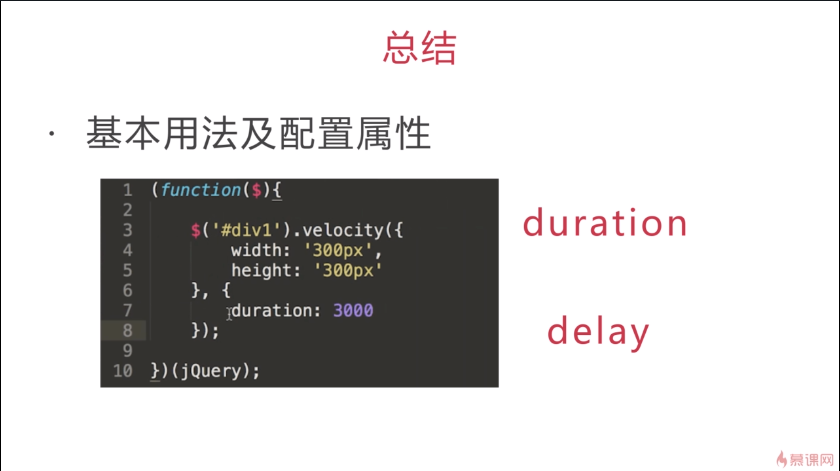 总结
· 基本用法及配置属性
1 (function($){
2
3 $('#div1').velocity({
4 width: '300px',
5 height: '300px'
6 }, {
7 duration: 3000
8 });
9
10 })(jQuery);
duration
delay
慕课网